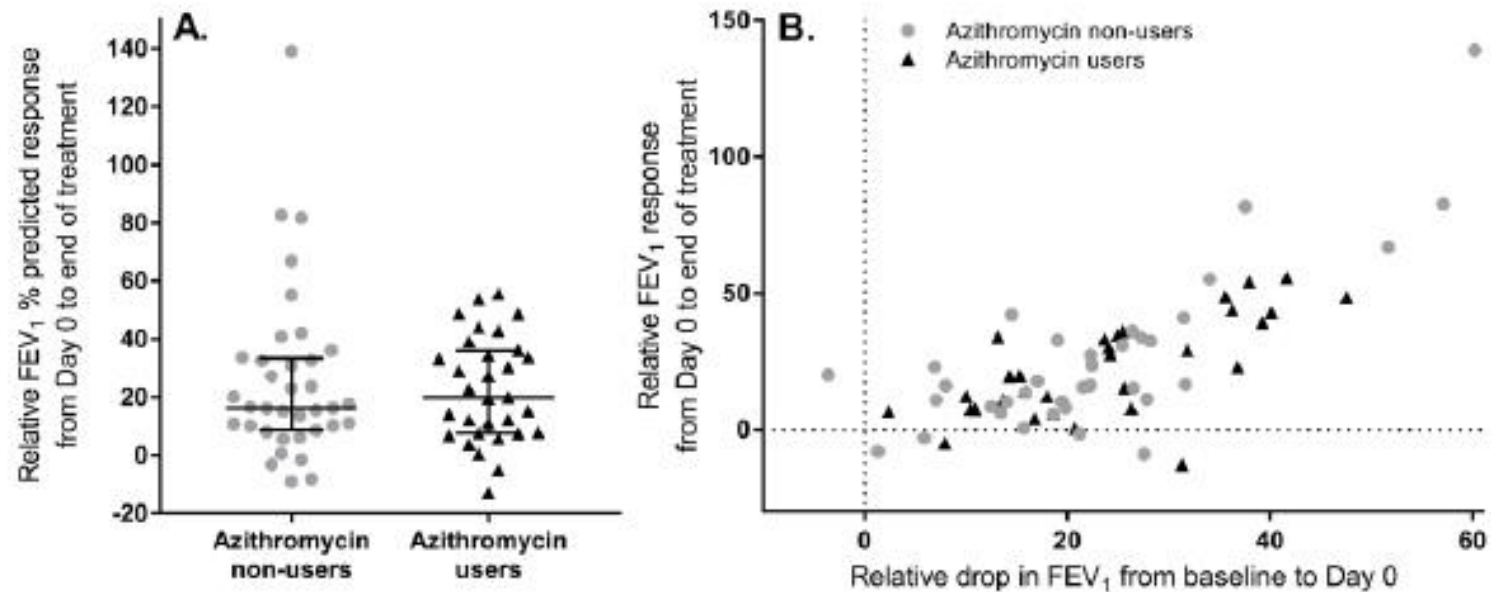 A.
Relative FEV₁ % predicted response
from Day 0 to end of treatment
140
120
100
80
60
40
20
0
-20
Azithromycin
non-users
Azithromycin
users
B.
Azithromycin non-users
Azithromycin users
Relative FEV₁ response
from Day 0 to end of treatment
150
100
50
0
0 20 40 60
Relative drop in FEV₁ from baseline to Day 0